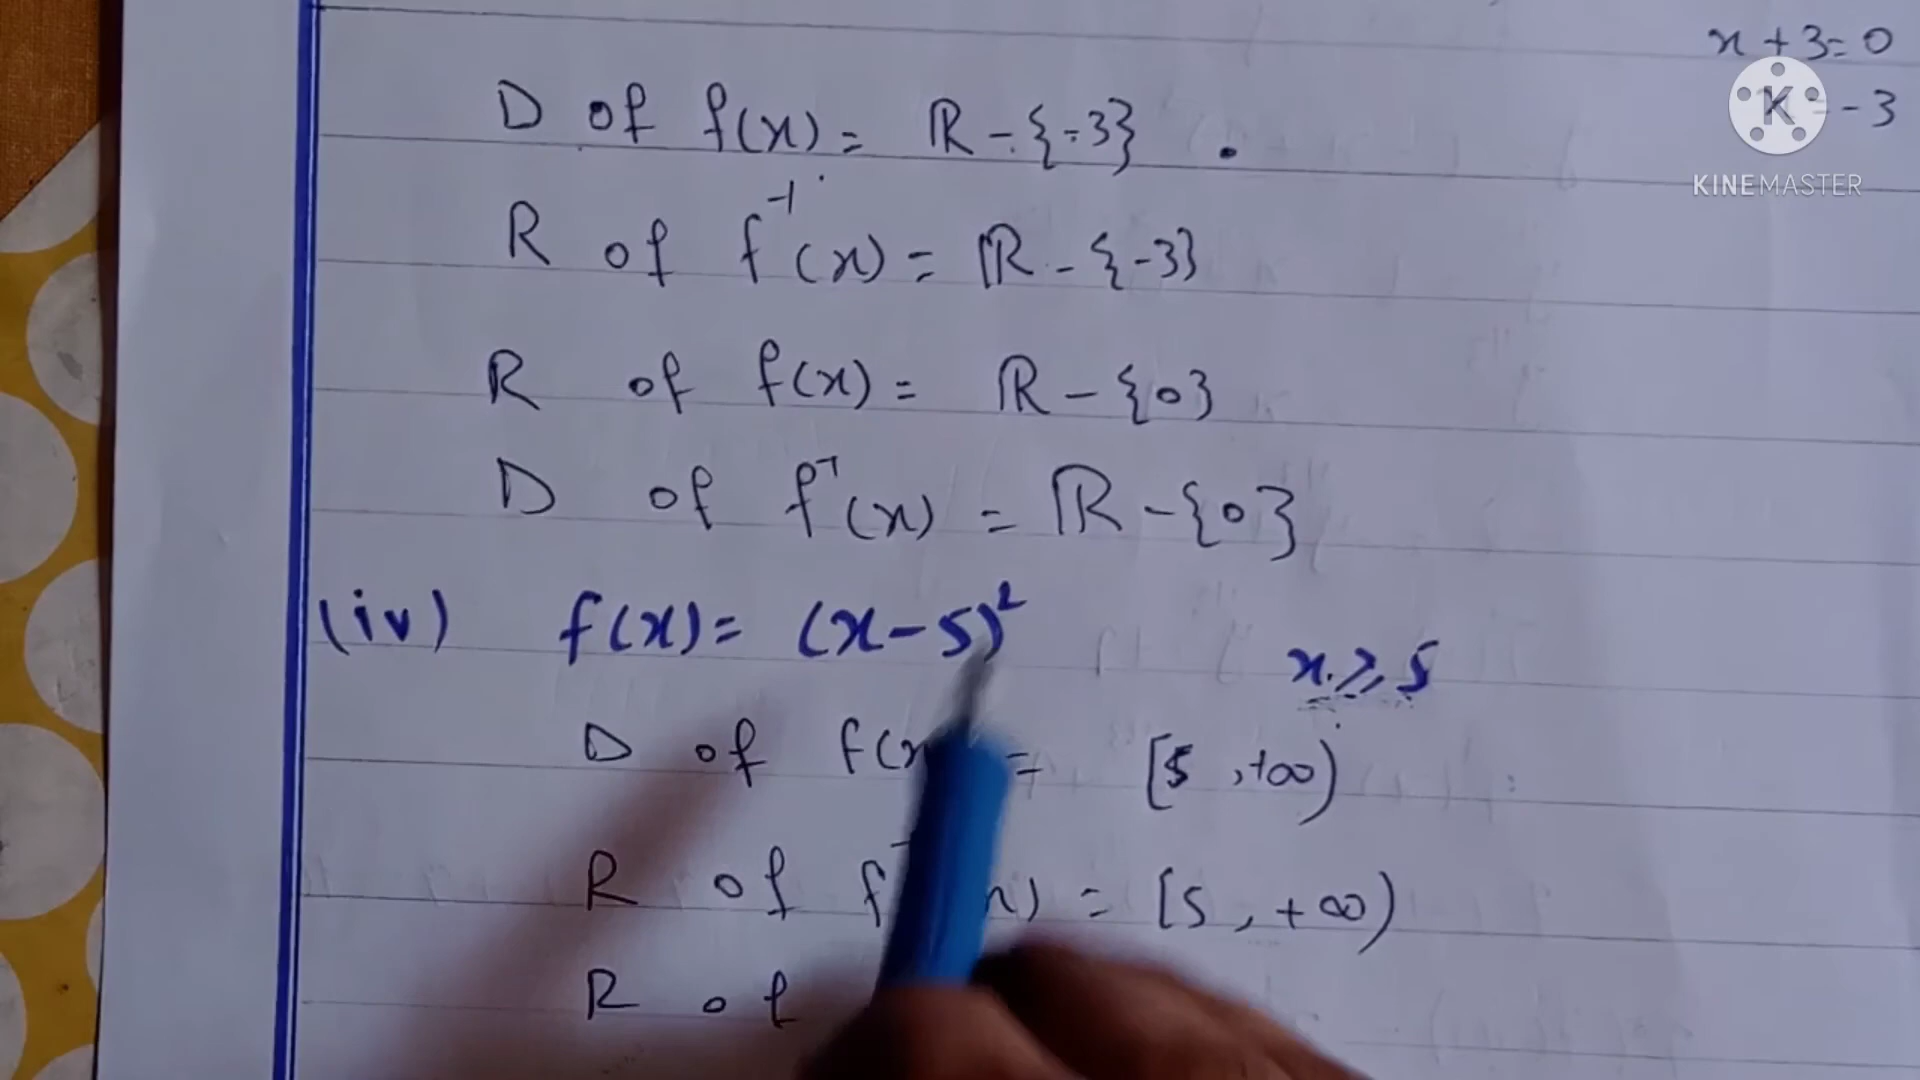 x + 3 = 0
= - 3
KINEMASTER
D of f(x) = ℝ - {-3}
R of f⁻¹(x) = ℝ - {-3}
R of f(x) = ℝ - {0}
D of f⁻¹(x) = ℝ - {0}
(iv) f(x) = (x - 5)² x ≥ 5
D of f(x = [5, +∞)
R of f x) = [5, +∞)
R of